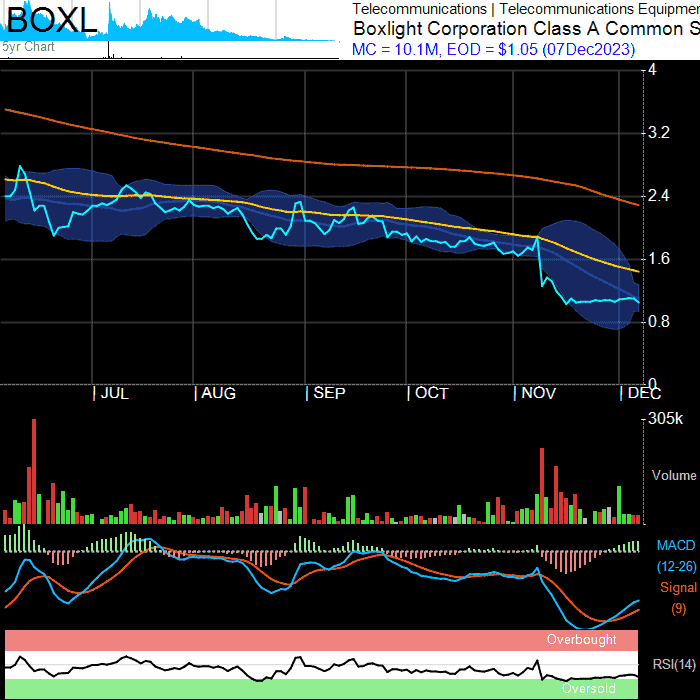 BOXL
5yr Chart
Telecommunications | Telecommunications Equipmen
Boxlight Corporation Class A Common S
MC = 10.1M, EOD = $1.05 (07Dec2023)
4
3.2
2.4
1.6
0.8
0
| JUL | AUG | SEP | OCT | NOV | DEC
305k
Volume
MACD
(12-26)
Signal
(9)
Overbought
RSI(14)
Oversold